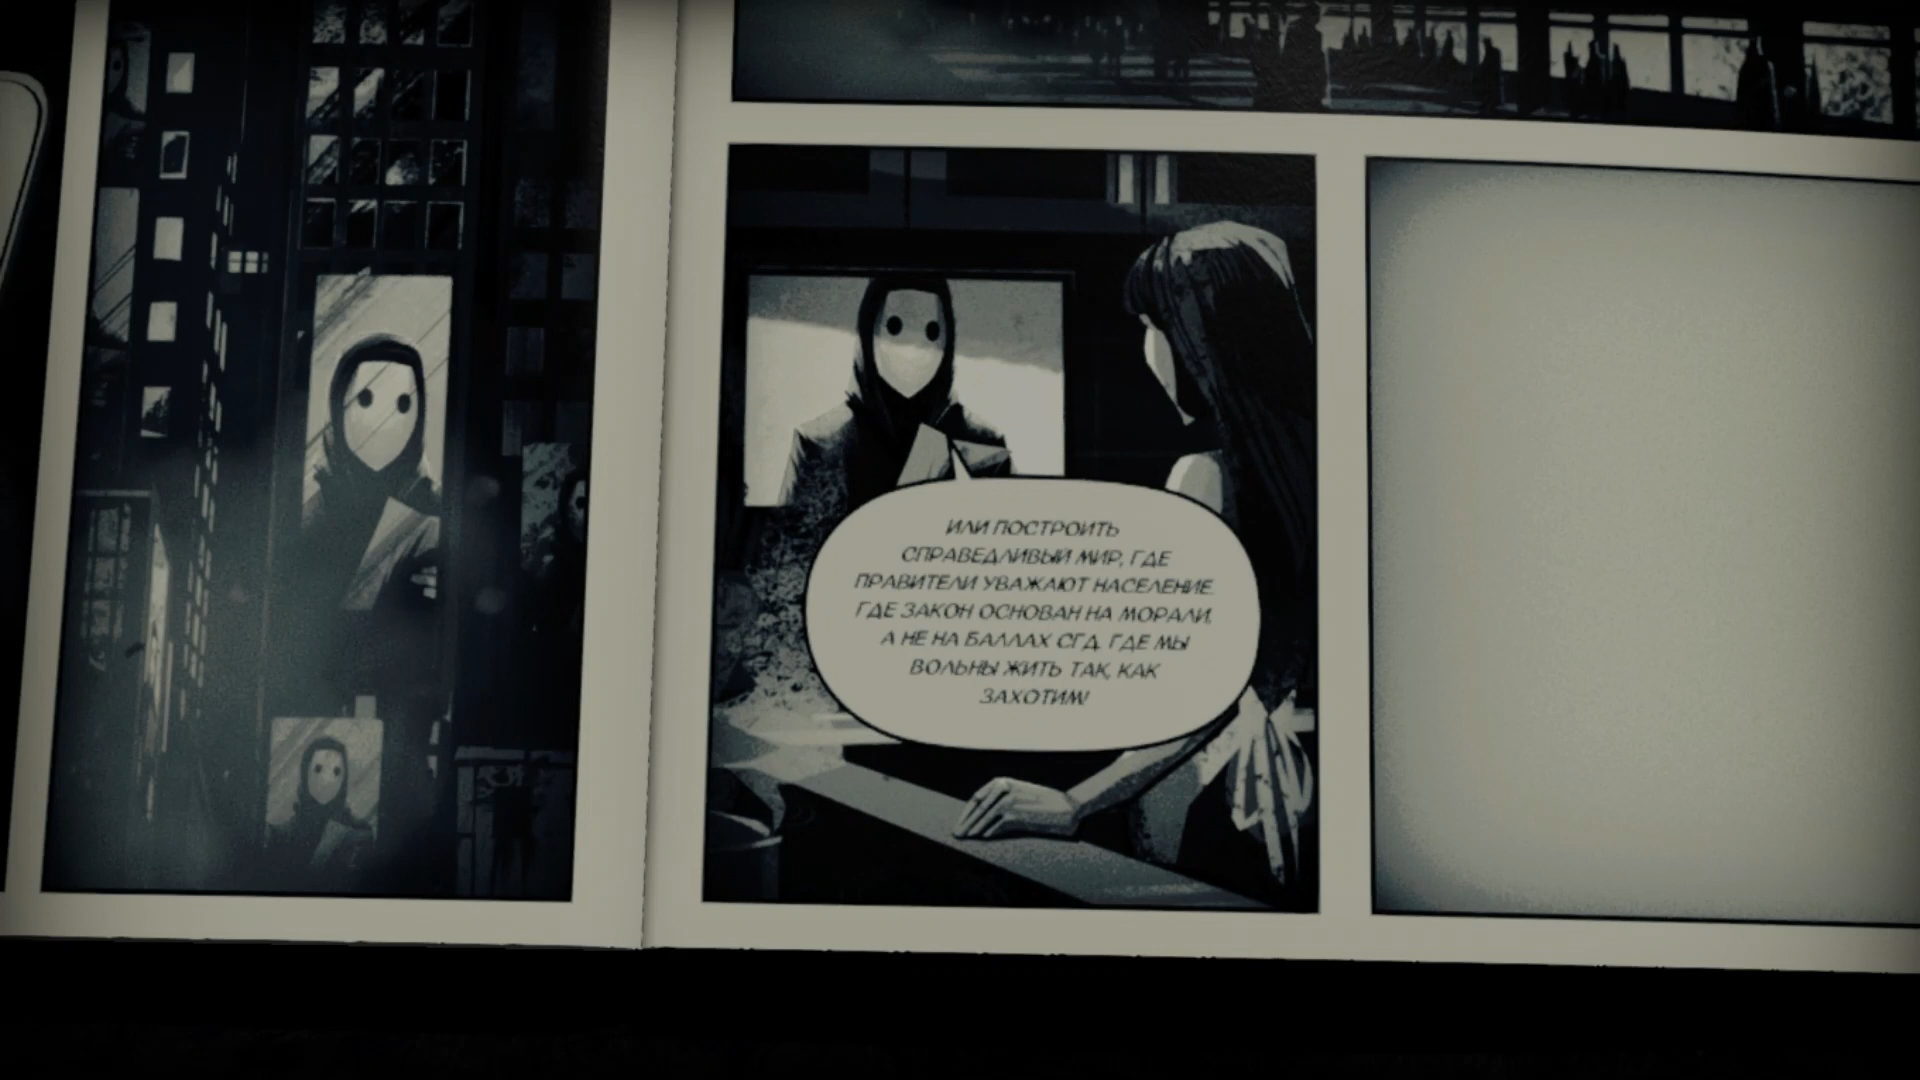 ИЛИ ПОСТРОИТЬ
СПРАВЕДЛИВЫЙ МИР, ГДЕ
ПРАВИТЕЛИ УВАЖАЮТ НАСЕЛЕНИЕ.
ГДЕ ЗАКОН ОСНОВАН НА МОРАЛИ,
А НЕ НА БАЛЛАХ СГД. ГДЕ МЫ
ВОЛЬНЫ ЖИТЬ ТАК, КАК
ЗАХОТИМ!